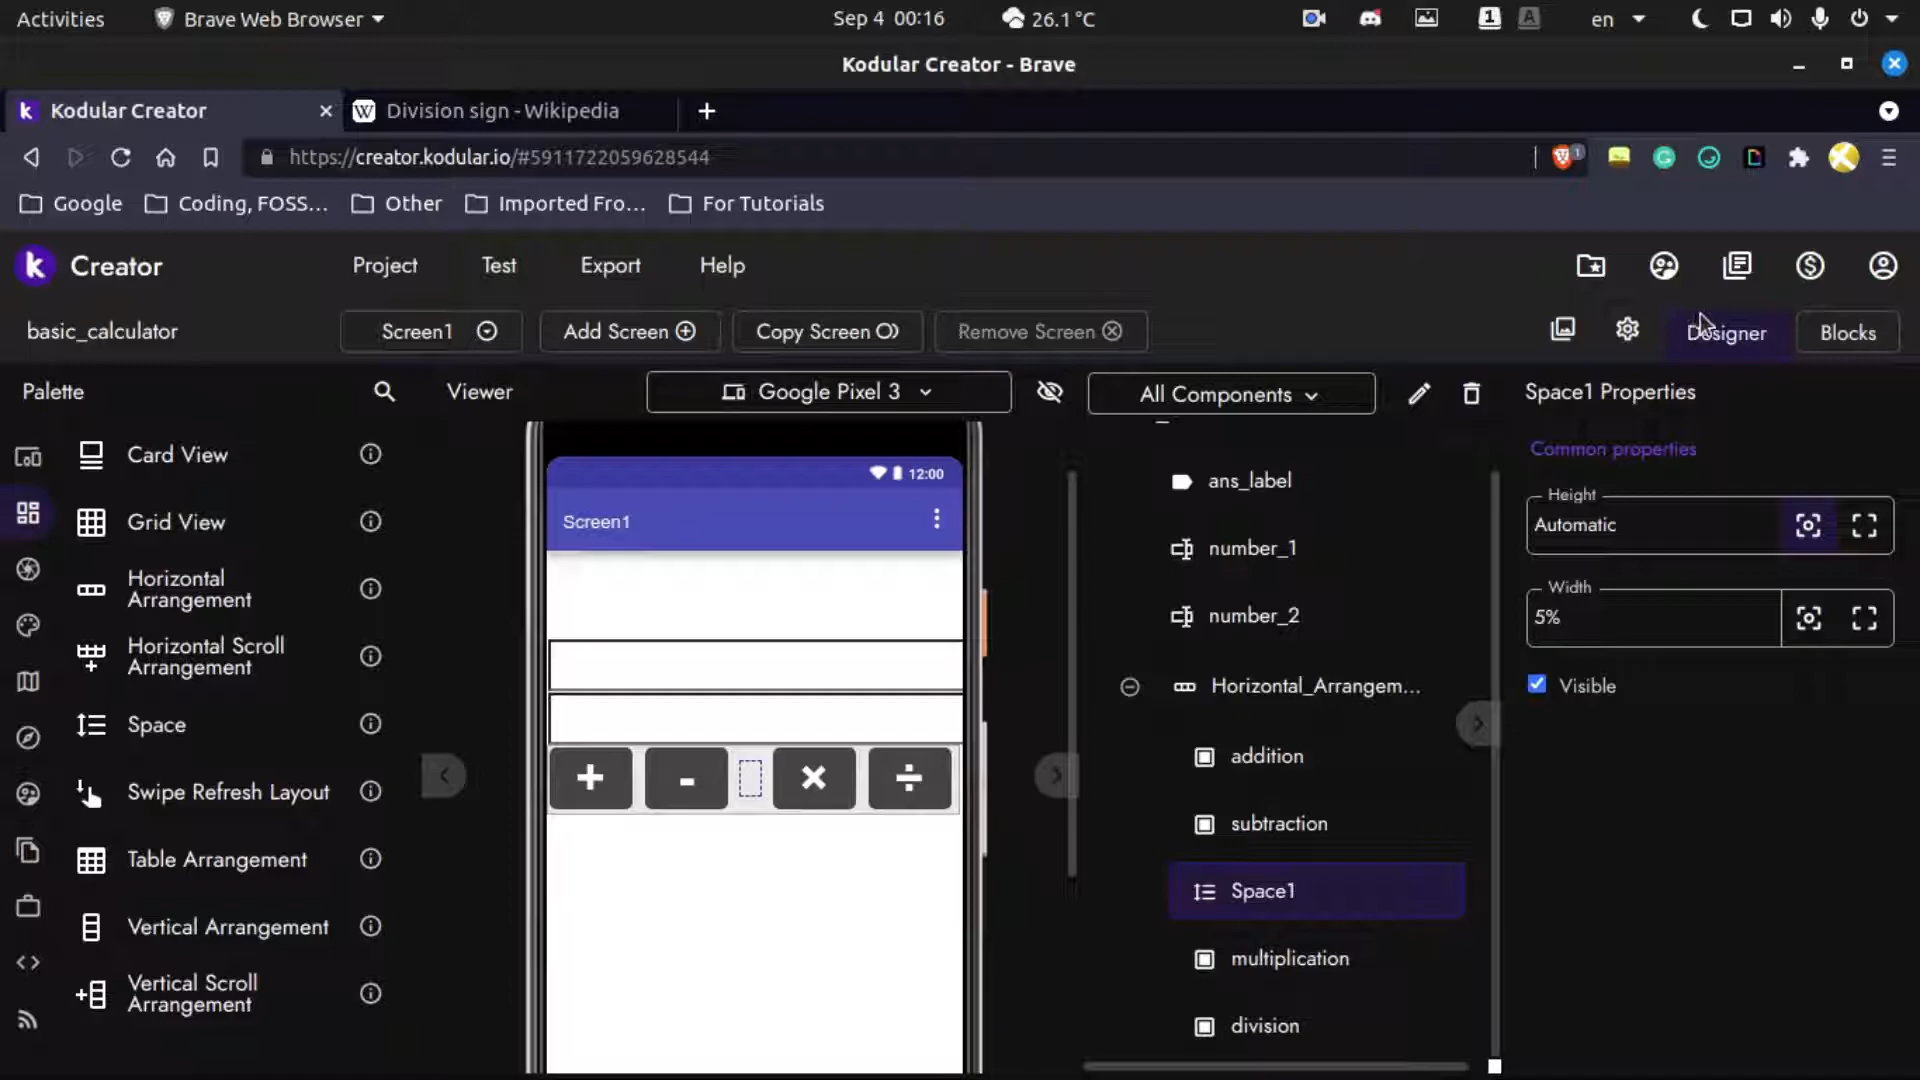 Activities
Brave Web Browser
Sep 4 00:16
26.1 °C
1
A
en
Kodular Creator - Brave
Kodular Creator
Division sign - Wikipedia
https://creator.kodular.io/#5911722059628544
1
Google
Coding, FOSS...
Other
Imported Fro...
For Tutorials
Creator
Project
Test
Export
Help
basic_calculator
Screen1
Add Screen
Copy Screen
Remove Screen
Designer
Blocks
Palette
Viewer
Google Pixel 3
All Components
Space1 Properties
Card View
Grid View
Horizontal
Arrangement
Horizontal Scroll
Arrangement
Space
Swipe Refresh Layout
Table Arrangement
Vertical Arrangement
Vertical Scroll
Arrangement
12:00
Screen1
+
-
×
÷
ans_label
number_1
number_2
Horizontal_Arrangem...
addition
subtraction
Space1
multiplication
division
Common properties
Height
Automatic
Width
5%
Visible